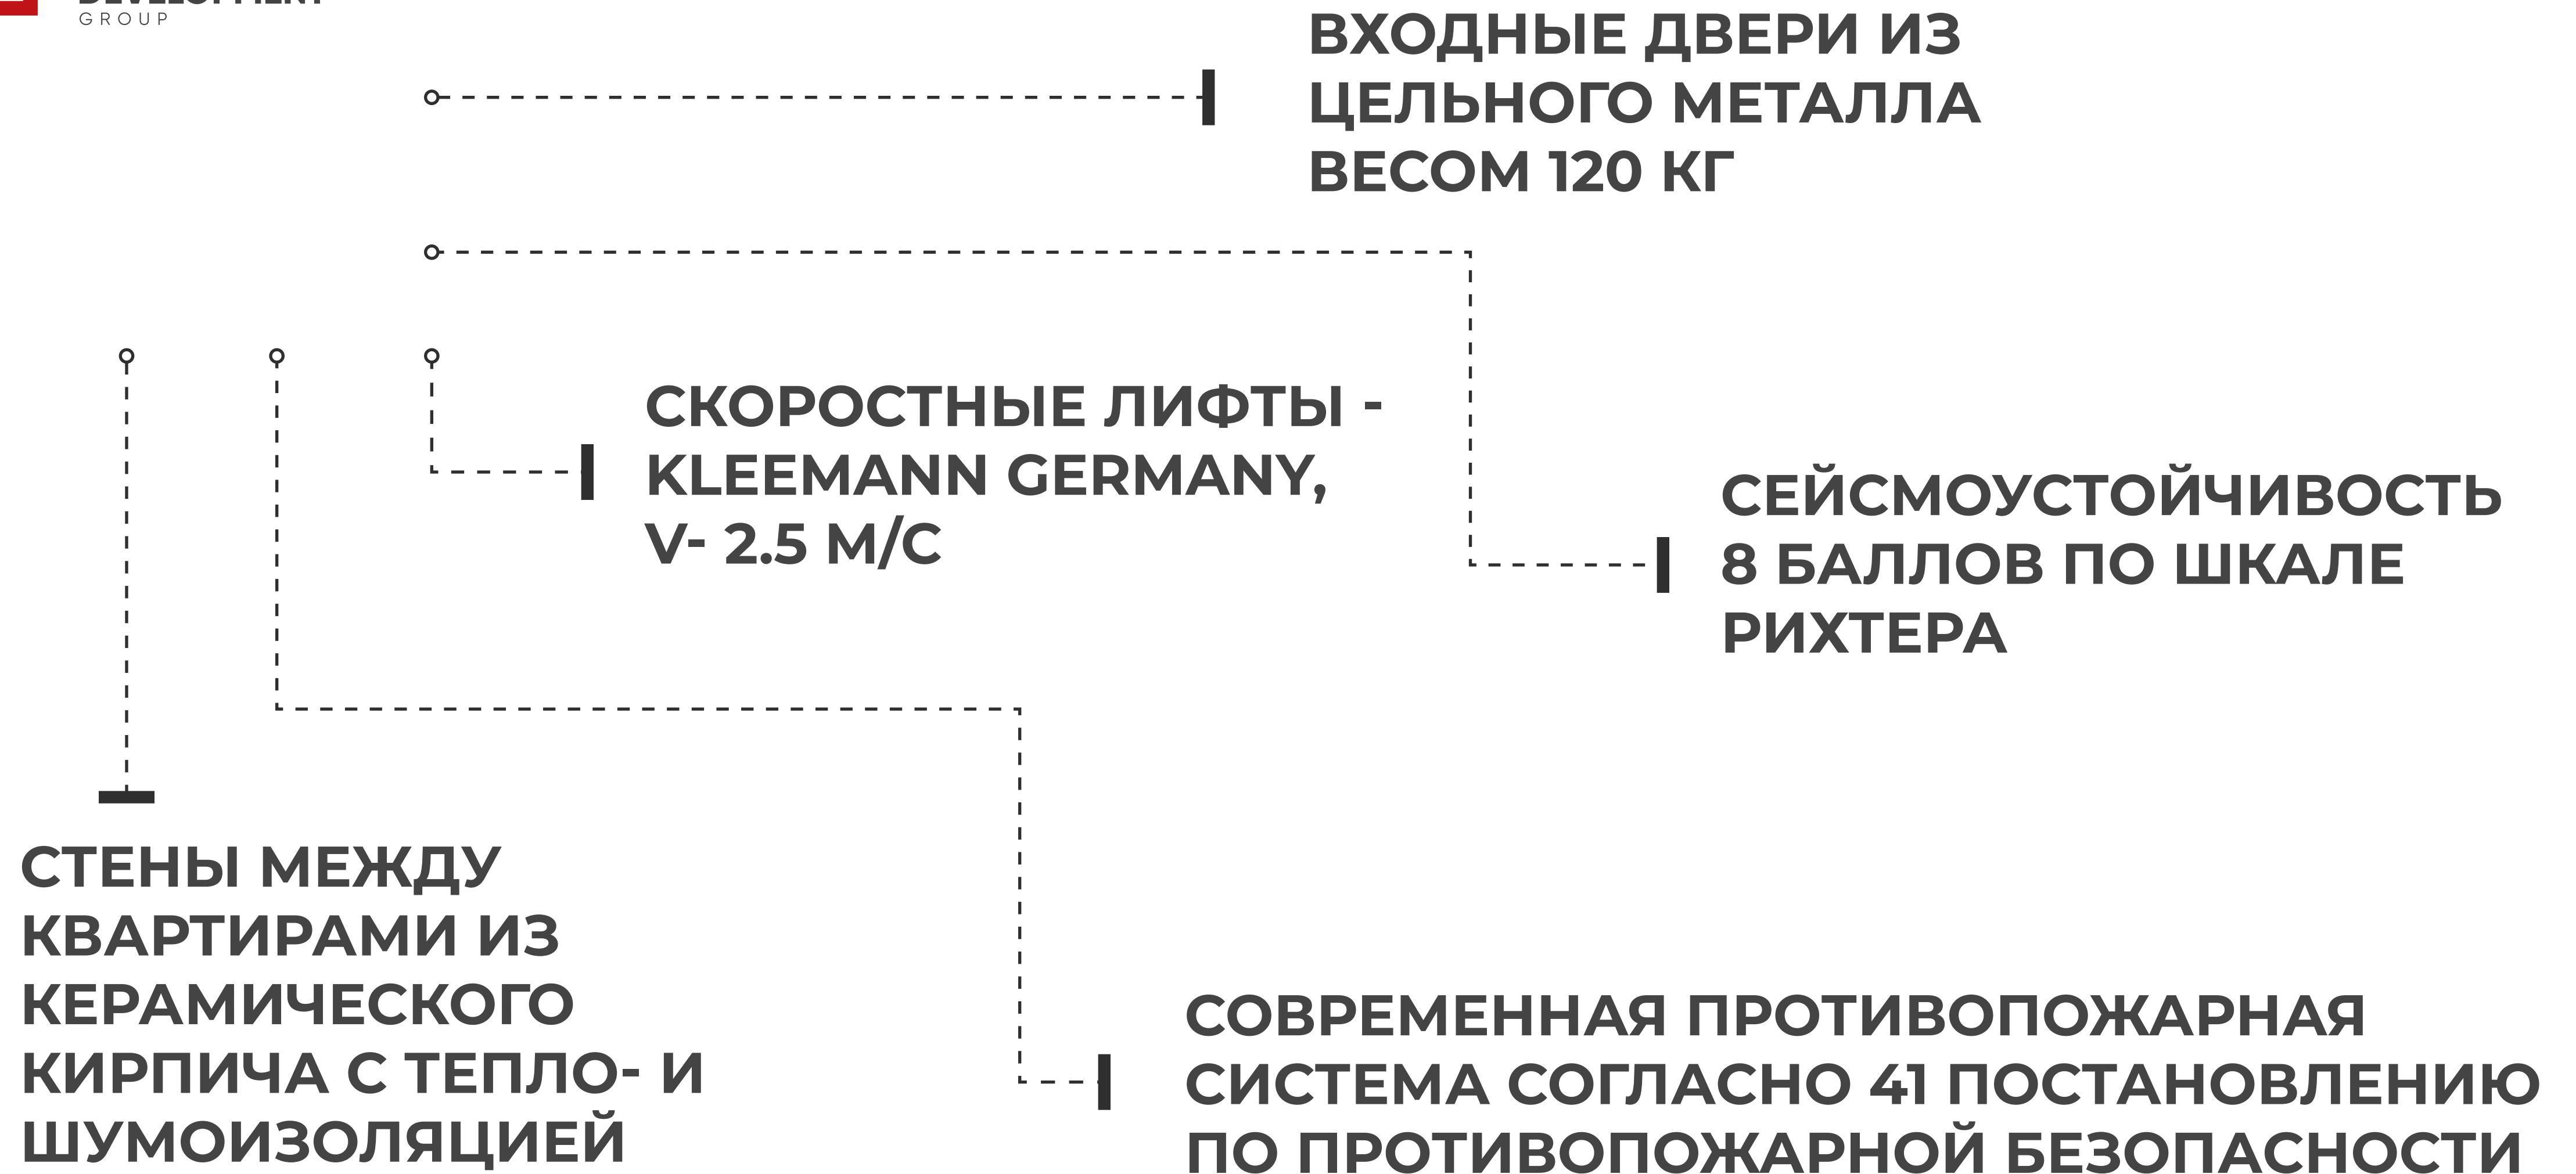 DEVELOPMENT
GROUP
ВХОДНЫЕ ДВЕРИ ИЗ
ЦЕЛЬНОГО МЕТАЛЛА
ВЕСОМ 120 КГ
СКОРОСТНЫЕ ЛИФТЫ -
KLEEMANN GERMANY,
V- 2.5 М/С
СЕЙСМОУСТОЙЧИВОСТЬ
8 БАЛЛОВ ПО ШКАЛЕ
РИХТЕРА
СТЕНЫ МЕЖДУ
КВАРТИРАМИ ИЗ
КЕРАМИЧЕСКОГО
КИРПИЧА С ТЕПЛО- И
ШУМОИЗОЛЯЦИЕЙ
СОВРЕМЕННАЯ ПРОТИВОПОЖАРНАЯ
СИСТЕМА СОГЛАСНО 41 ПОСТАНОВЛЕНИЮ
ПО ПРОТИВОПОЖАРНОЙ БЕЗОПАСНОСТИ